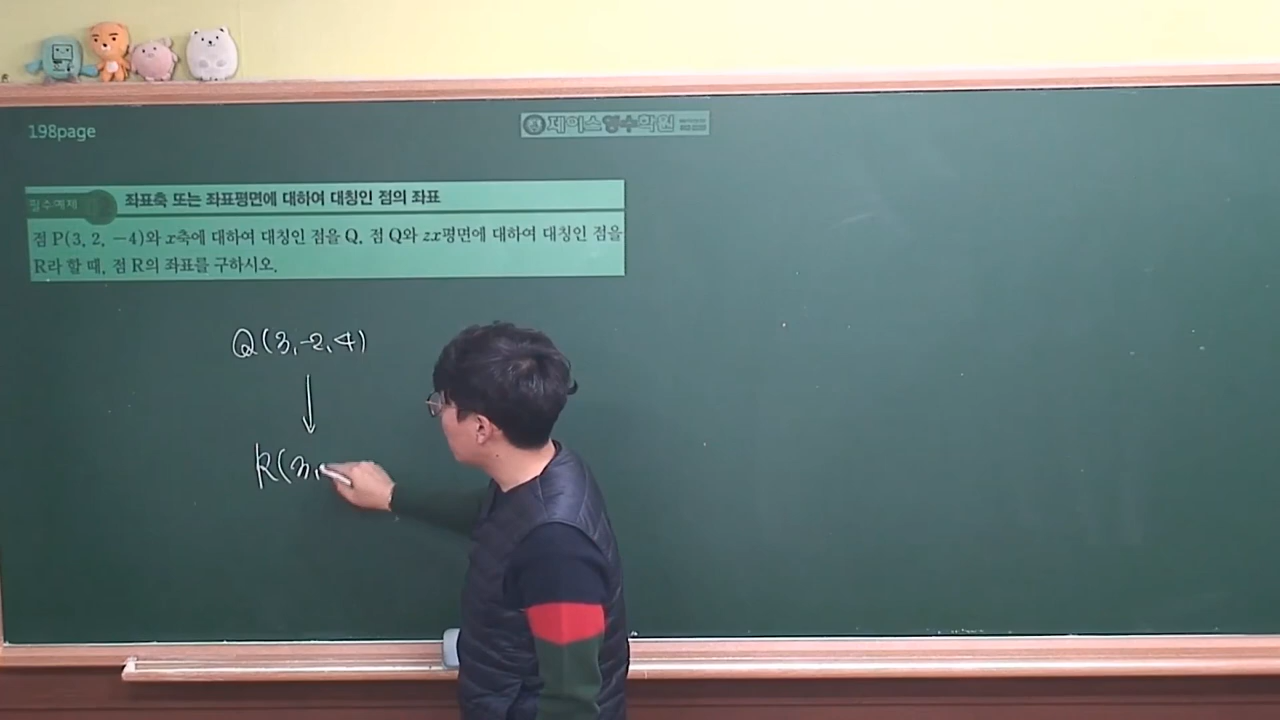 198page
제이스영수학원
필수예제
좌표축 또는 좌표평면에 대하여 대칭인 점의 좌표
점 P(3, 2, −4)와 x축에 대하여 대칭인 점을 Q, 점 Q와 zx평면에 대하여 대칭인 점을
R라 할 때, 점 R의 좌표를 구하시오.
Q(3,-2,4)
R(3,